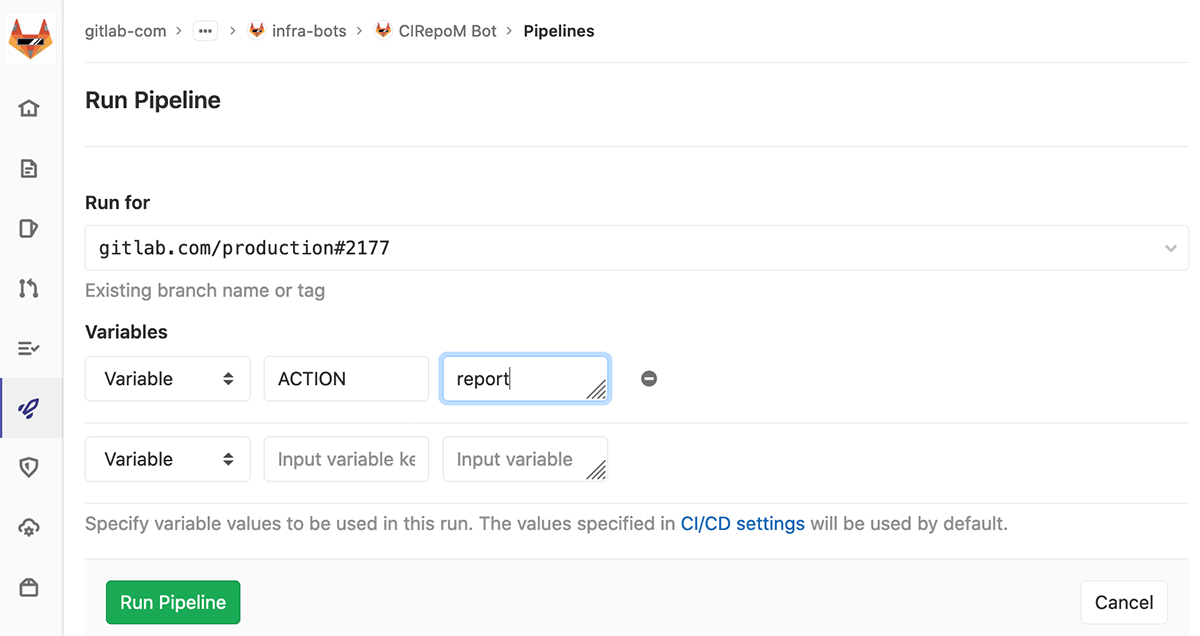 gitlab-com > ... > infra-bots > CIRepoM Bot > Pipelines
Run Pipeline
Run for
gitlab.com/production#2177
Existing branch name or tag
Variables
Variable ACTION report
Variable Input variable ke Input variable
Specify variable values to be used in this run. The values specified in CI/CD settings will be used by default.
Run Pipeline Cancel